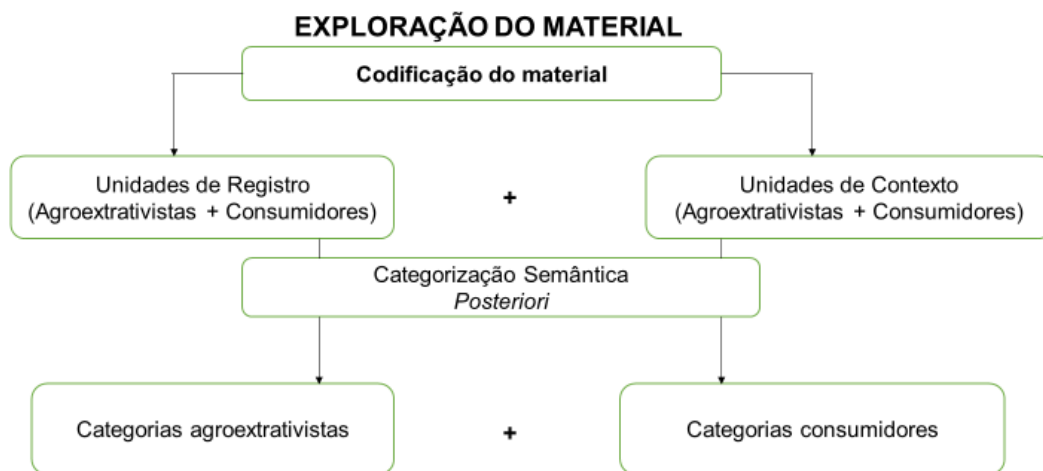 EXPLORAÇÃO DO MATERIAL
Codificação do material
Unidades de Registro
(Agroextrativistas + Consumidores)
+
Unidades de Contexto
(Agroextrativistas + Consumidores)
Categorização Semântica
Posteriori
Categorias agroextrativistas
+
Categorias consumidores